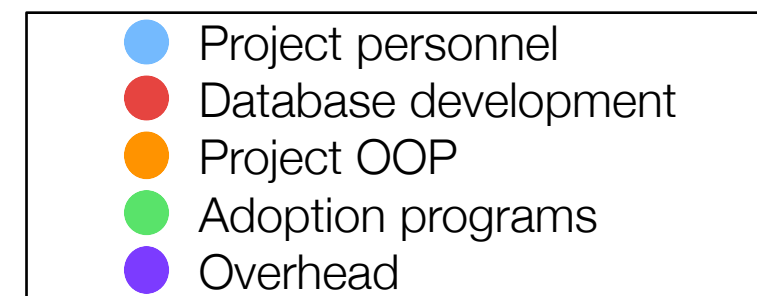 Project personnel
Database development
Project OOP
Adoption programs
Overhead